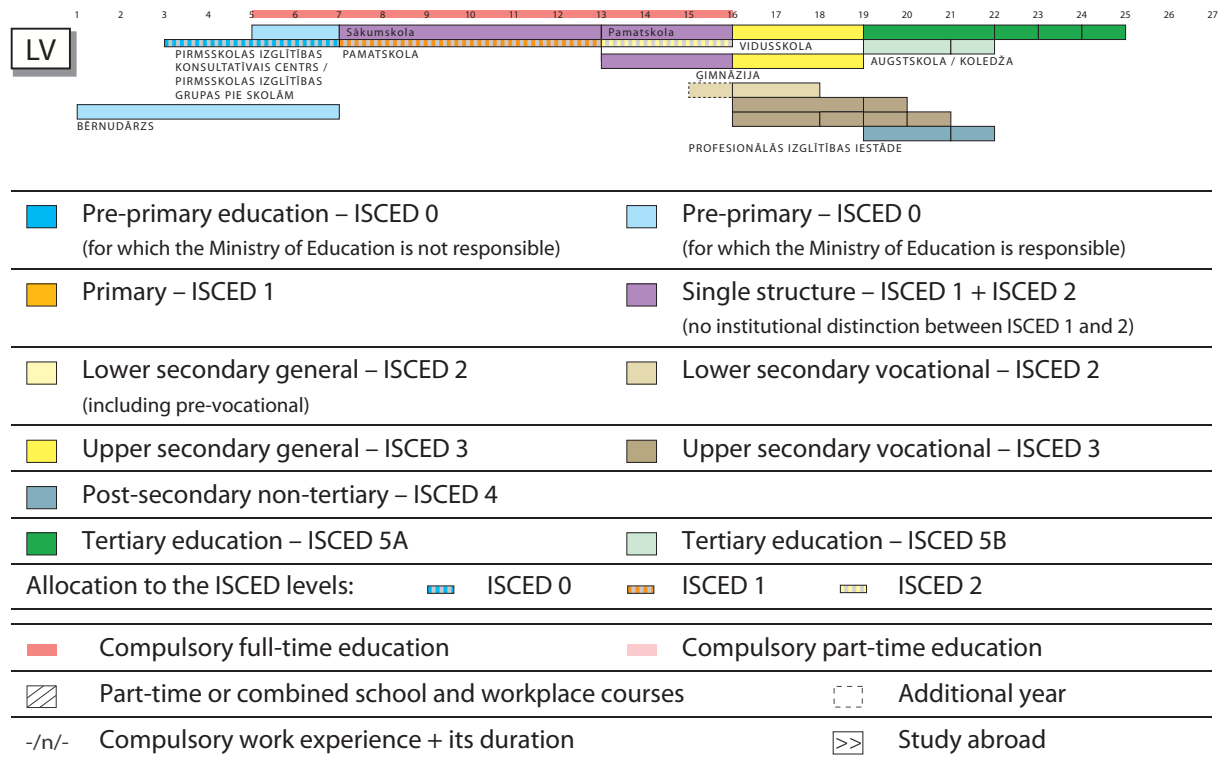 1 2 3 4 5 6 7 8 9 10 11 12 13 14 15 16 17 18 19 20 21 22 23 24 25 26 27
LV
Sākumskola Pamatskola
PIRMSSKOLAS IZGLĪTĪBAS
KONSULTATĪVAIS CENTRS /
PIRMSSKOLAS IZGLĪTĪBAS
GRUPAS PIE SKOLĀM
PAMATSKOLA
VIDUSSKOLA
AUGSTSKOLA / KOLEDŽA
ĢIMNĀZIJA
BĒRNUDĀRZS
PROFESIONĀLĀS IZGLĪTĪBAS IESTĀDE
Pre-primary education – ISCED 0
(for which the Ministry of Education is not responsible)
Pre-primary – ISCED 0
(for which the Ministry of Education is responsible)
Primary – ISCED 1
Single structure – ISCED 1 + ISCED 2
(no institutional distinction between ISCED 1 and 2)
Lower secondary general – ISCED 2
(including pre-vocational)
Lower secondary vocational – ISCED 2
Upper secondary general – ISCED 3
Upper secondary vocational – ISCED 3
Post-secondary non-tertiary – ISCED 4
Tertiary education – ISCED 5A
Tertiary education – ISCED 5B
Allocation to the ISCED levels: ISCED 0 ISCED 1 ISCED 2
Compulsory full-time education
Compulsory part-time education
Part-time or combined school and workplace courses
Additional year
-/n/- Compulsory work experience + its duration
>> Study abroad